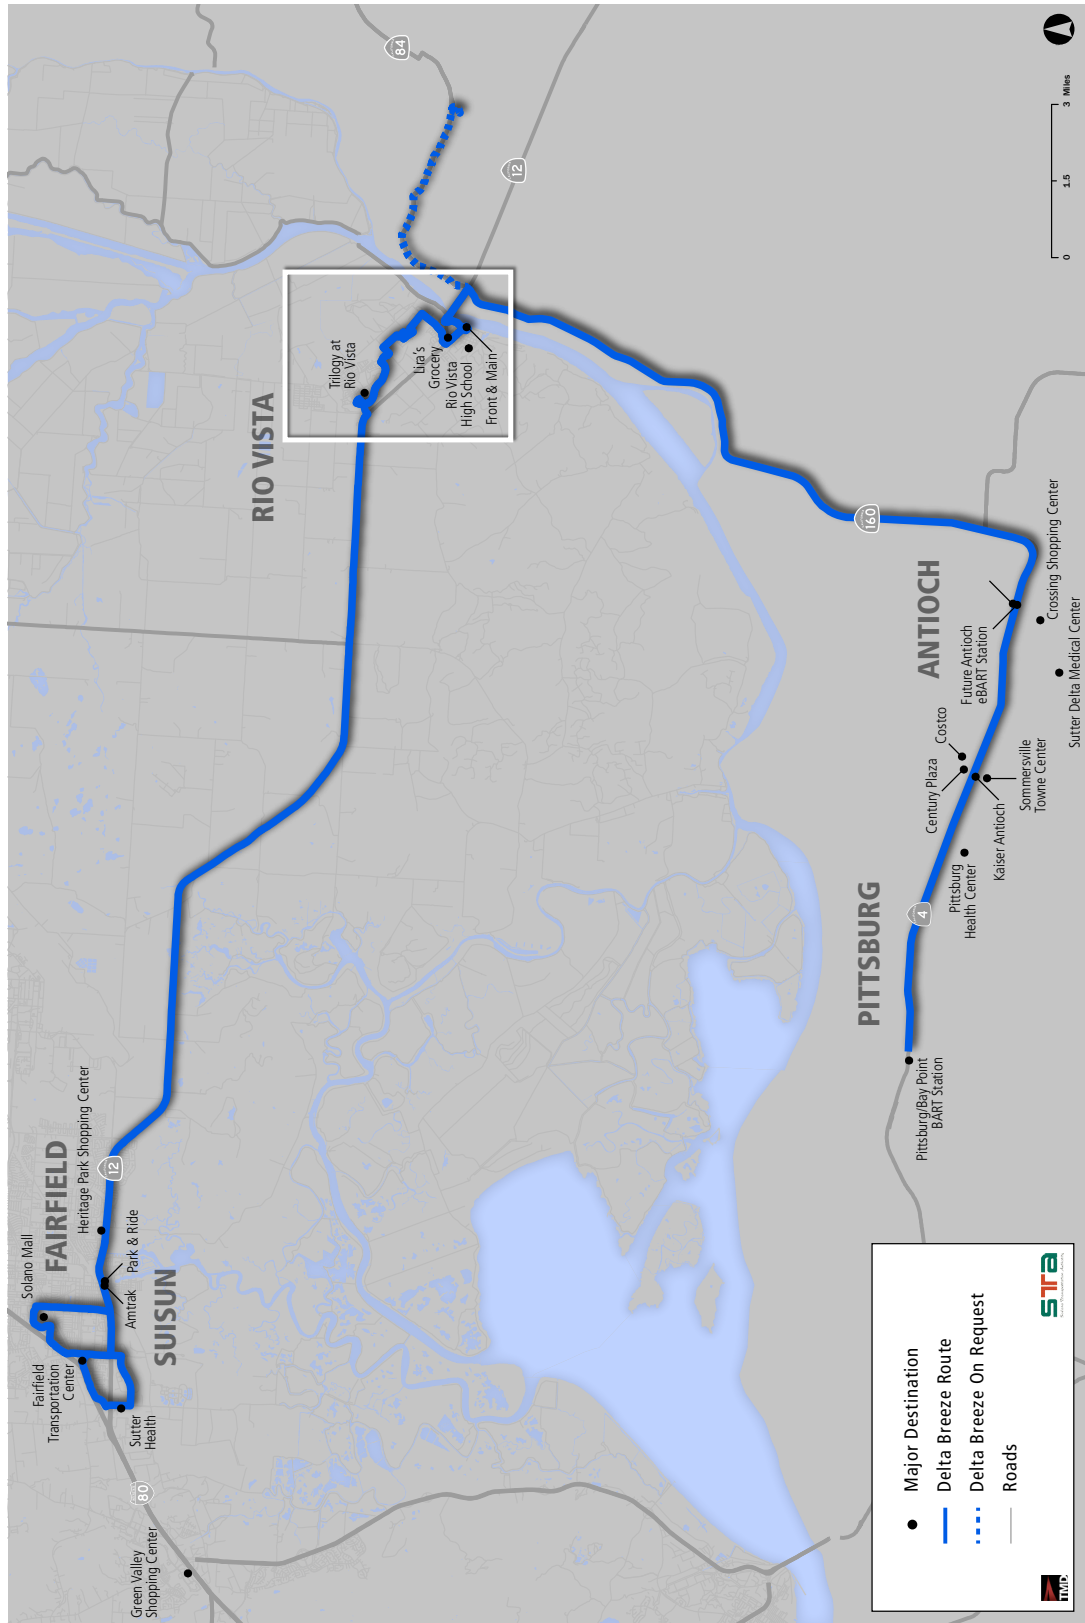 Green Valley
Shopping Center
80
Sutter
Health
Fairfield
Transportation
Center
Solano Mall
FAIRFIELD
SUISUN
Amtrak
Park & Ride
12
Heritage Park Shopping Center
RIO VISTA
Trilogy at
Rio Vista
Lira's
Grocery
Rio Vista
High School
Front & Main
84
12
160
PITTSBURG
4
Pittsburg/Bay Point
BART Station
Pittsburg
Health Center
Century Plaza
Costco
Kaiser Antioch
Sommersville
Towne Center
ANTIOCH
Future Antioch
eBART Station
Crossing Shopping Center
Sutter Delta Medical Center
0
1.5
3 Miles
Major Destination
Delta Breeze Route
Delta Breeze On Request
Roads
TMD
STA